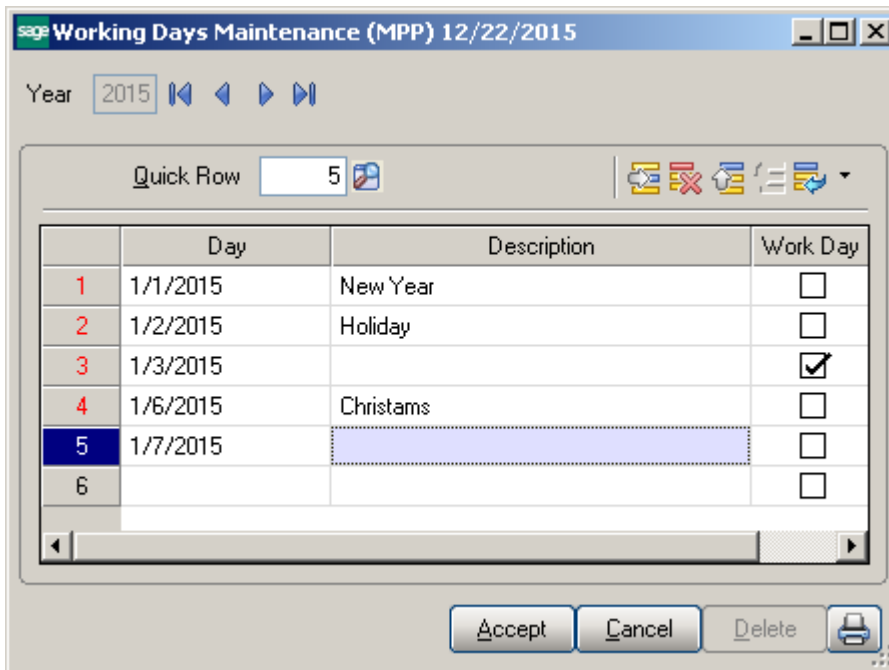 sage Working Days Maintenance (MPP) 12/22/2015
Year 2015
Quick Row 5
Day Description Work Day
1 1/1/2015 New Year
2 1/2/2015 Holiday
3 1/3/2015
4 1/6/2015 Christams
5 1/7/2015
6
Accept Cancel Delete